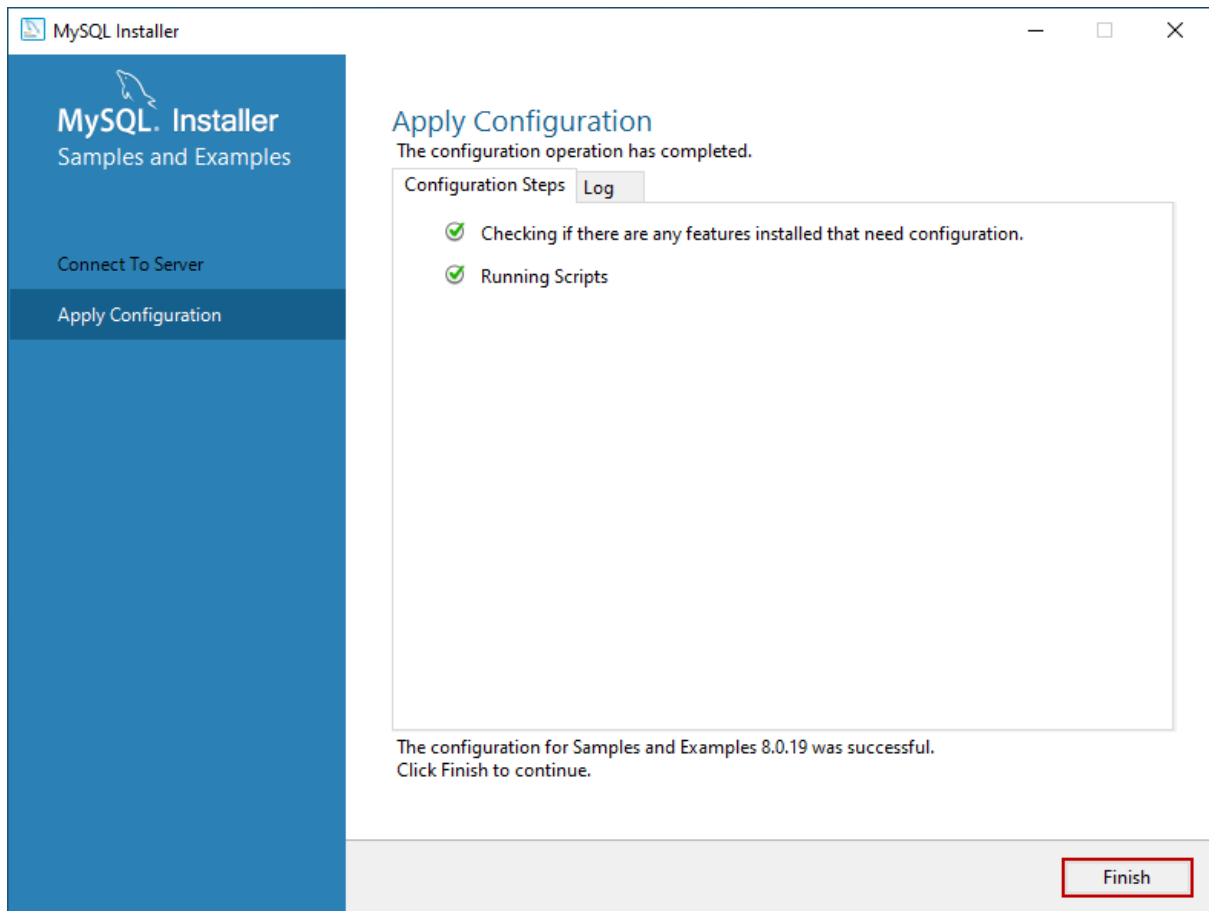 MySQL Installer
MySQL. Installer
Samples and Examples
Connect To Server
Apply Configuration
Apply Configuration
The configuration operation has completed.
Configuration Steps
Log
Checking if there are any features installed that need configuration.
Running Scripts
The configuration for Samples and Examples 8.0.19 was successful.
Click Finish to continue.
Finish